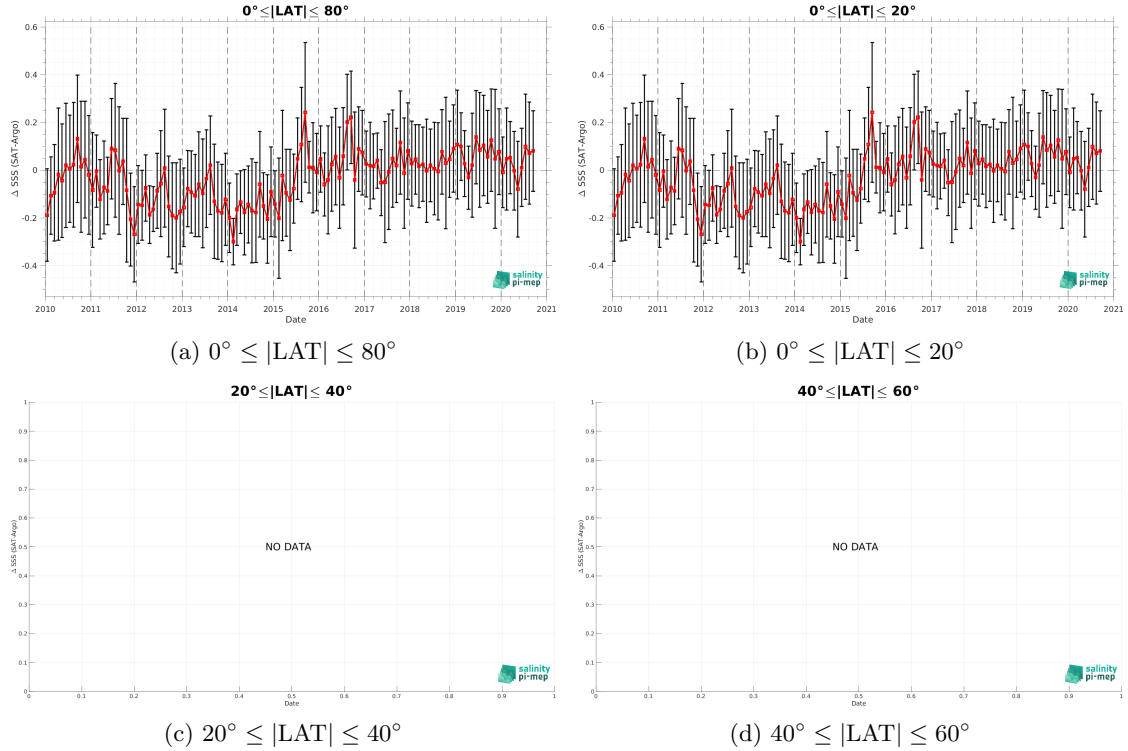 0°≤|LAT|≤ 80°
0.6
0.4
0.2
0
-0.2
-0.4
Δ SSS (SAT-Argo)
2010 2011 2012 2013 2014 2015 2016 2017 2018 2019 2020 2021
Date
salinity
pi-mep
(a) 0° ≤ |LAT| ≤ 80°
0°≤|LAT|≤ 20°
0.6
0.4
0.2
0
-0.2
-0.4
Δ SSS (SAT-Argo)
2010 2011 2012 2013 2014 2015 2016 2017 2018 2019 2020 2021
Date
salinity
pi-mep
(b) 0° ≤ |LAT| ≤ 20°
20°≤|LAT|≤ 40°
1
0.9
0.8
0.7
0.6
0.5
0.4
0.3
0.2
0.1
0
Δ SSS (SAT-Argo)
NO DATA
0 0.1 0.2 0.3 0.4 0.5 0.6 0.7 0.8 0.9 1
Date
salinity
pi-mep
(c) 20° ≤ |LAT| ≤ 40°
40°≤|LAT|≤ 60°
1
0.9
0.8
0.7
0.6
0.5
0.4
0.3
0.2
0.1
0
Δ SSS (SAT-Argo)
NO DATA
0 0.1 0.2 0.3 0.4 0.5 0.6 0.7 0.8 0.9 1
Date
salinity
pi-mep
(d) 40° ≤ |LAT| ≤ 60°